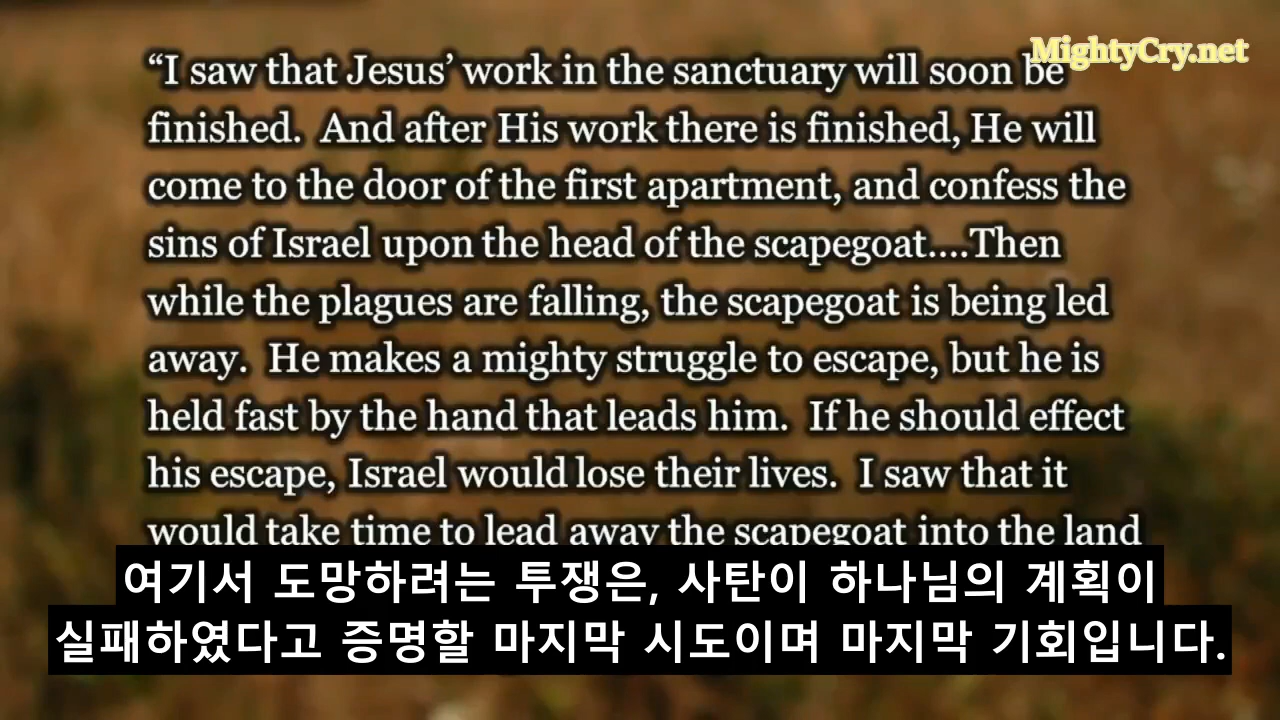 MightyCry.net
“I saw that Jesus’ work in the sanctuary will soon be
finished.  And after His work there is finished, He will
come to the door of the first apartment, and confess the
sins of Israel upon the head of the scapegoat....Then
while the plagues are falling, the scapegoat is being led
away.  He makes a mighty struggle to escape, but he is
held fast by the hand that leads him.  If he should effect
his escape, Israel would lose their lives.  I saw that it
would take time to lead away the scapegoat into the land
여기서 도망하려는 투쟁은, 사탄이 하나님의 계획이
실패하였다고 증명할 마지막 시도이며 마지막 기회입니다.